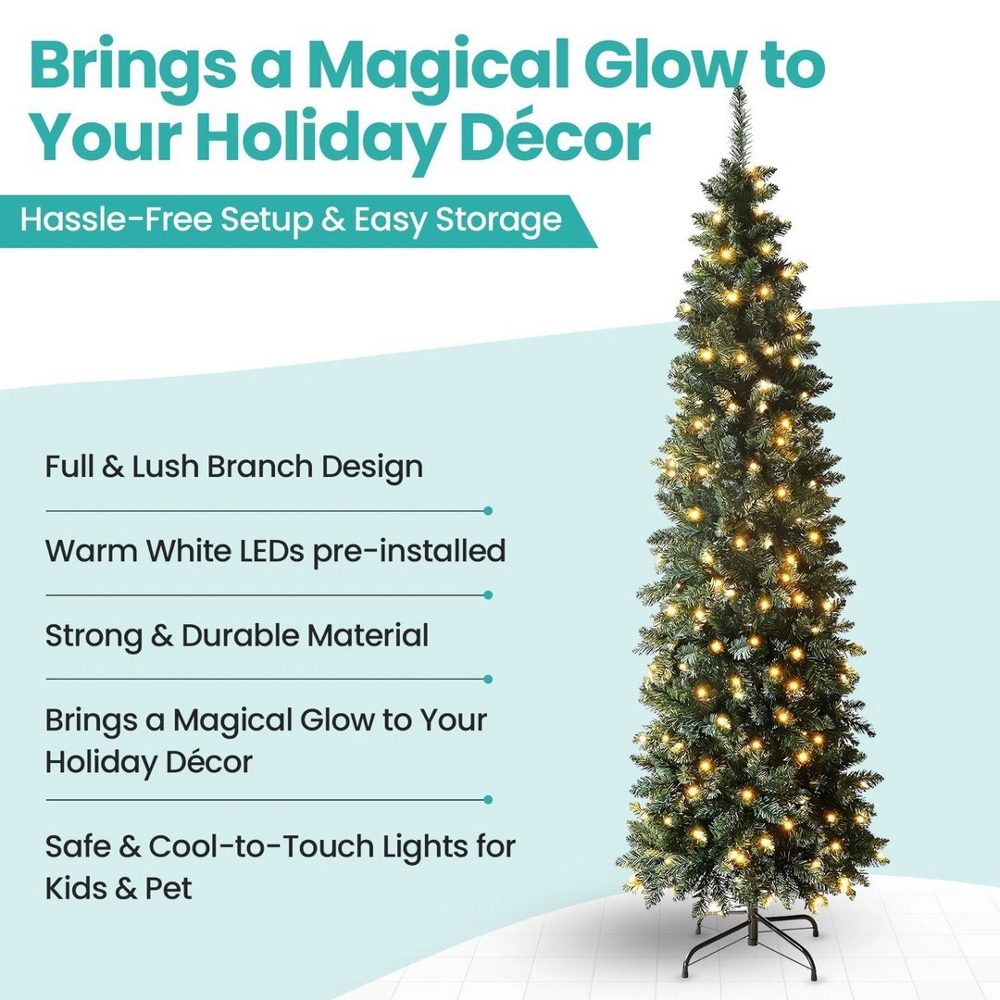 Brings a Magical Glow to
Your Holiday Décor
Hassle-Free Setup & Easy Storage
Full & Lush Branch Design
Warm White LEDs pre-installed
Strong & Durable Material
Brings a Magical Glow to Your
Holiday Décor
Safe & Cool-to-Touch Lights for
Kids & Pet